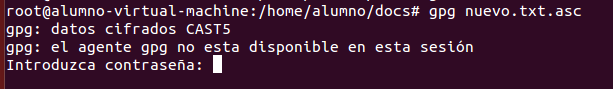 root@alumno-virtual-machine:/home/alumno/docs# gpg nuevo.txt.asc
gpg: datos cifrados CAST5
gpg: el agente gpg no esta disponible en esta sesión
Introduzca contraseña: